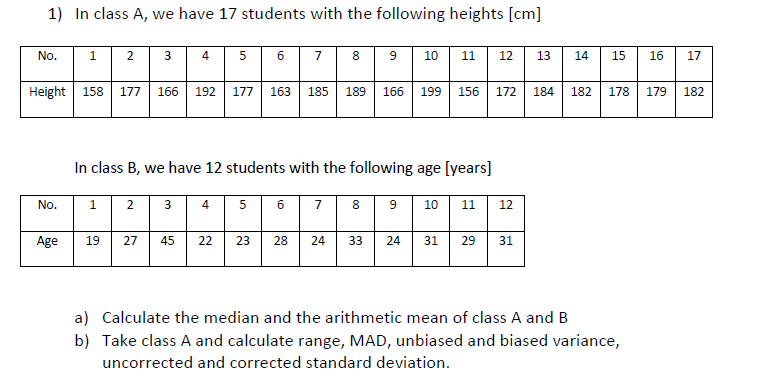 1) In class A, we have 17 students with the following heights [cm]
No. 1 2 3 4 5 6 7 8 9 10 11 12 13 14 15 16 17
Height 158 177 166 192 177 163 185 189 166 199 156 172 184 182 178 179 182
In class B, we have 12 students with the following age [years]
No. 1 2 3 4 5 6 7 8 9 10 11 12
Age 19 27 45 22 23 28 24 33 24 31 29 31
a) Calculate the median and the arithmetic mean of class A and B
b) Take class A and calculate range, MAD, unbiased and biased variance,
uncorrected and corrected standard deviation.